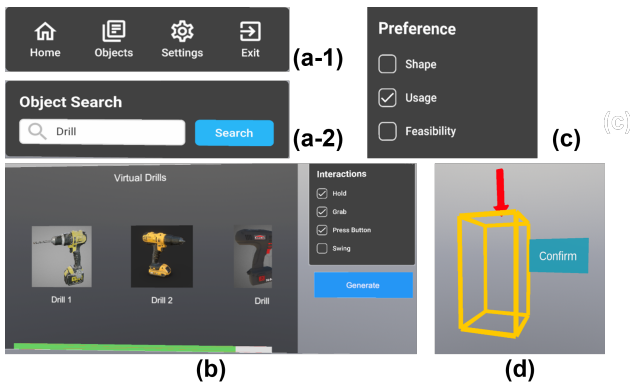 Home Objects Settings Exit
(a-1)
Object Search
Drill Search
(a-2)
Preference
Shape
Usage
Feasibility
(c)
(c)
Virtual Drills
Drill 1 Drill 2 Drill
Interactions
Hold
Grab
Press Button
Swing
Generate
(b)
Confirm
(d)